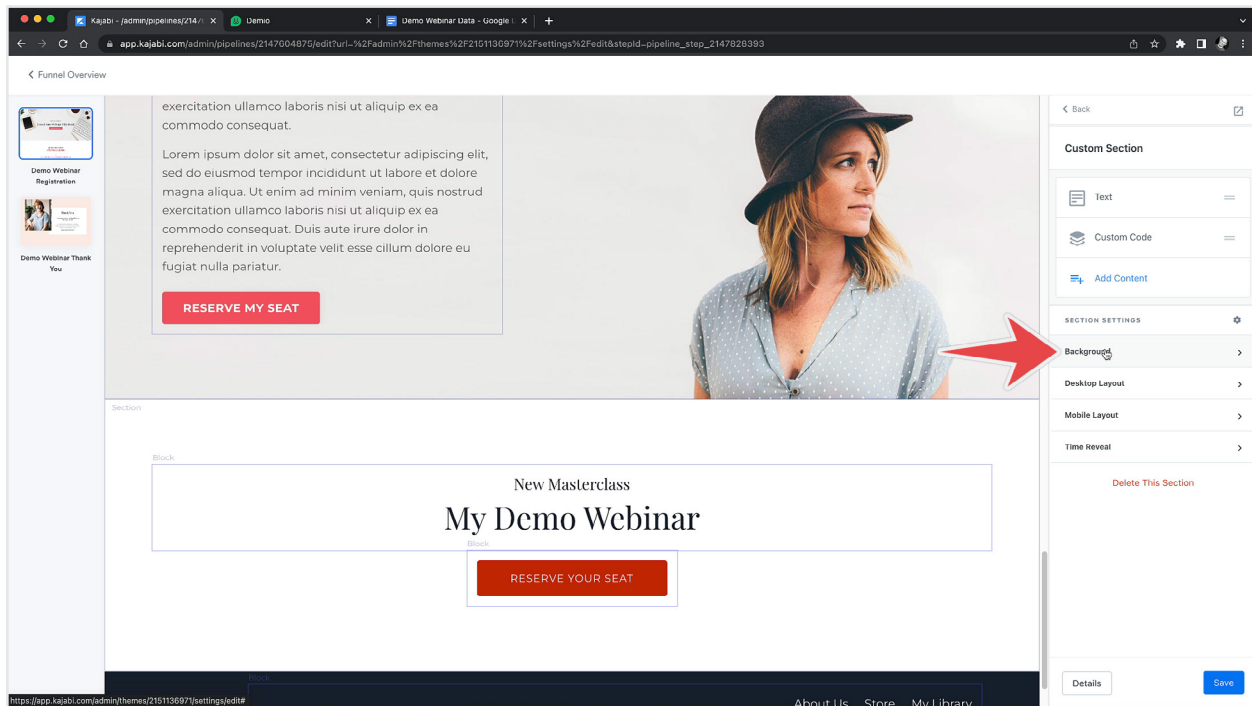 Kajabi - /admin/pipelines/2147
Demio
Demo Webinar Data - Google
app.kajabi.com/admin/pipelines/2147604875/edit?url=%2Fadmin%2Fthemes%2F2151136971%2Fsettings%2Fedit&stepId=pipeline_step_2147828393
Funnel Overview
Demo Webinar
Registration
Demo Webinar Thank
You
exercitation ullamco laboris nisi ut aliquip ex ea
commodo consequat.
Lorem ipsum dolor sit amet, consectetur adipiscing elit,
sed do eiusmod tempor incididunt ut labore et dolore
magna aliqua. Ut enim ad minim veniam, quis nostrud
exercitation ullamco laboris nisi ut aliquip ex ea
commodo consequat. Duis aute irure dolor in
reprehenderit in voluptate velit esse cillum dolore eu
fugiat nulla pariatur.
RESERVE MY SEAT
Section
Block
New Masterclass
My Demo Webinar
Block
RESERVE YOUR SEAT
Block
About Us Store My Library
https://app.kajabi.com/admin/themes/2151136971/settings/edit#
Back
Custom Section
Text
Custom Code
Add Content
SECTION SETTINGS
Background
Desktop Layout
Mobile Layout
Time Reveal
Delete This Section
Details
Save